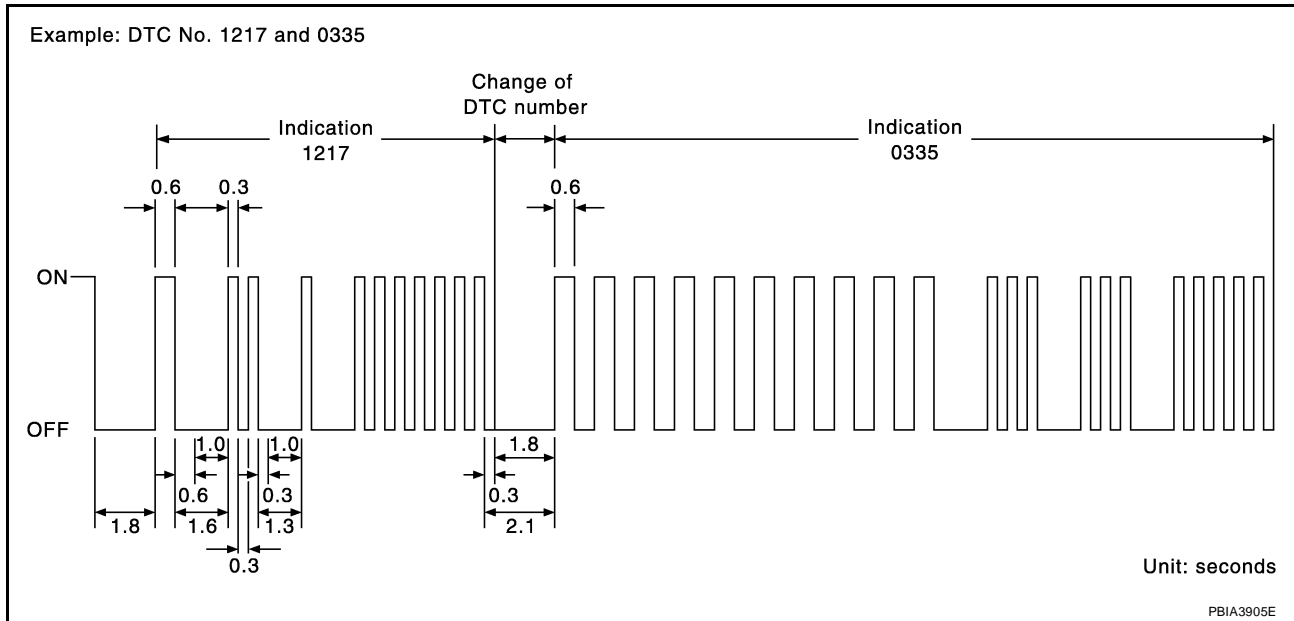 Example: DTC No. 1217 and 0335
Change of
DTC number
Indication
1217
Indication
0335
0.6
0.3
0.6
ON
OFF
1.0
1.0
1.8
0.6
0.3
0.3
1.8
1.6
1.3
2.1
0.3
Unit: seconds
PBIA3905E